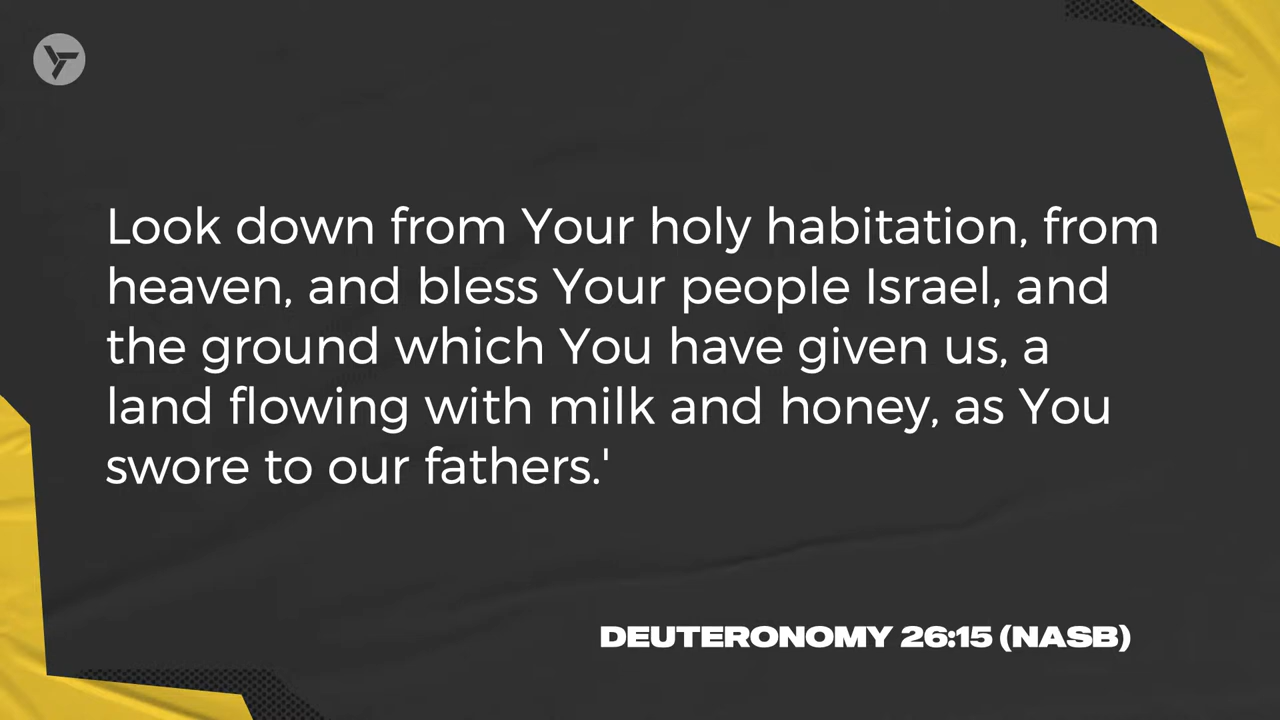 Look down from Your holy habitation, from
heaven, and bless Your people Israel, and
the ground which You have given us, a
land flowing with milk and honey, as You
swore to our fathers.'
DEUTERONOMY 26:15 (NASB)